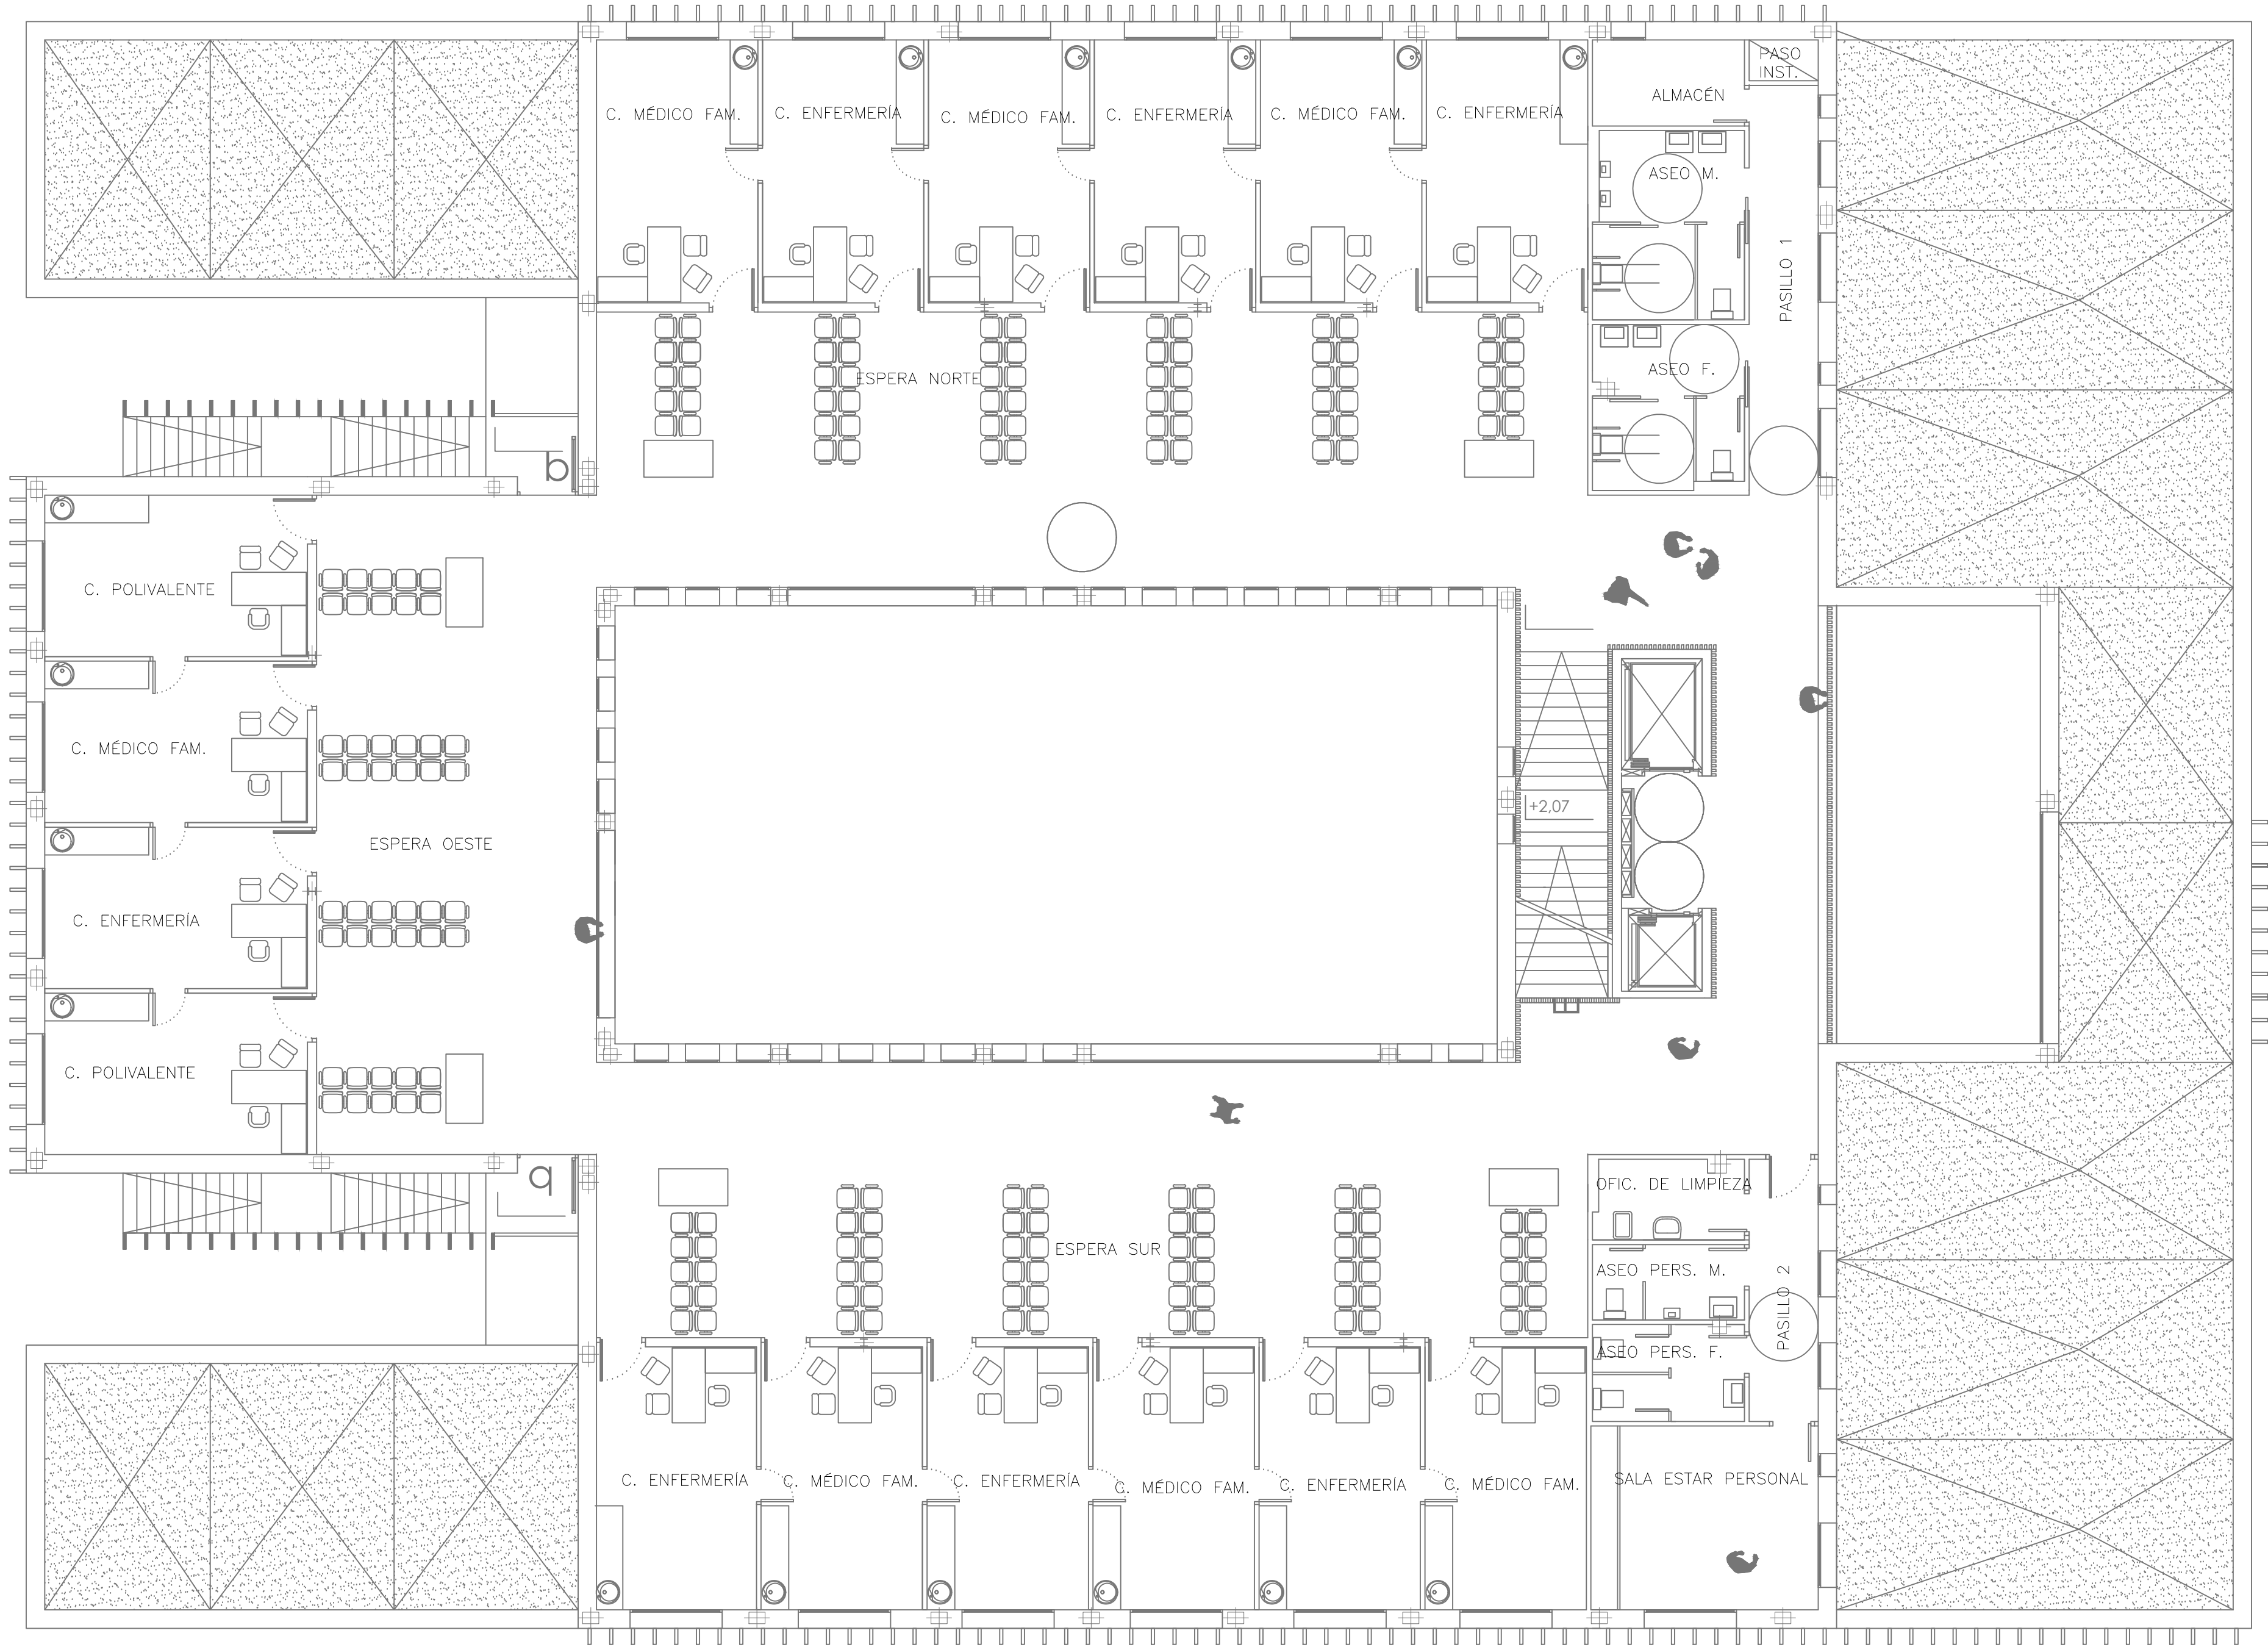 PASO
INST.
ALMACÉN
C. MÉDICO FAM.
C. ENFERMERÍA
C. MÉDICO FAM.
C. ENFERMERÍA
C. MÉDICO FAM.
C. ENFERMERÍA
ASEO M.
PASILLO 1
ESPERA NORTE
ASEO F.
C. POLIVALENTE
C. MÉDICO FAM.
+2,07
ESPERA OESTE
C. ENFERMERÍA
C. POLIVALENTE
OFIC. DE LIMPIEZA
ESPERA SUR
ASEO PERS. M.
PASILLO 2
ASEO PERS. F.
C. ENFERMERÍA
C. MÉDICO FAM.
C. ENFERMERÍA
C. MÉDICO FAM.
C. ENFERMERÍA
C. MÉDICO FAM.
SALA ESTAR PERSONAL